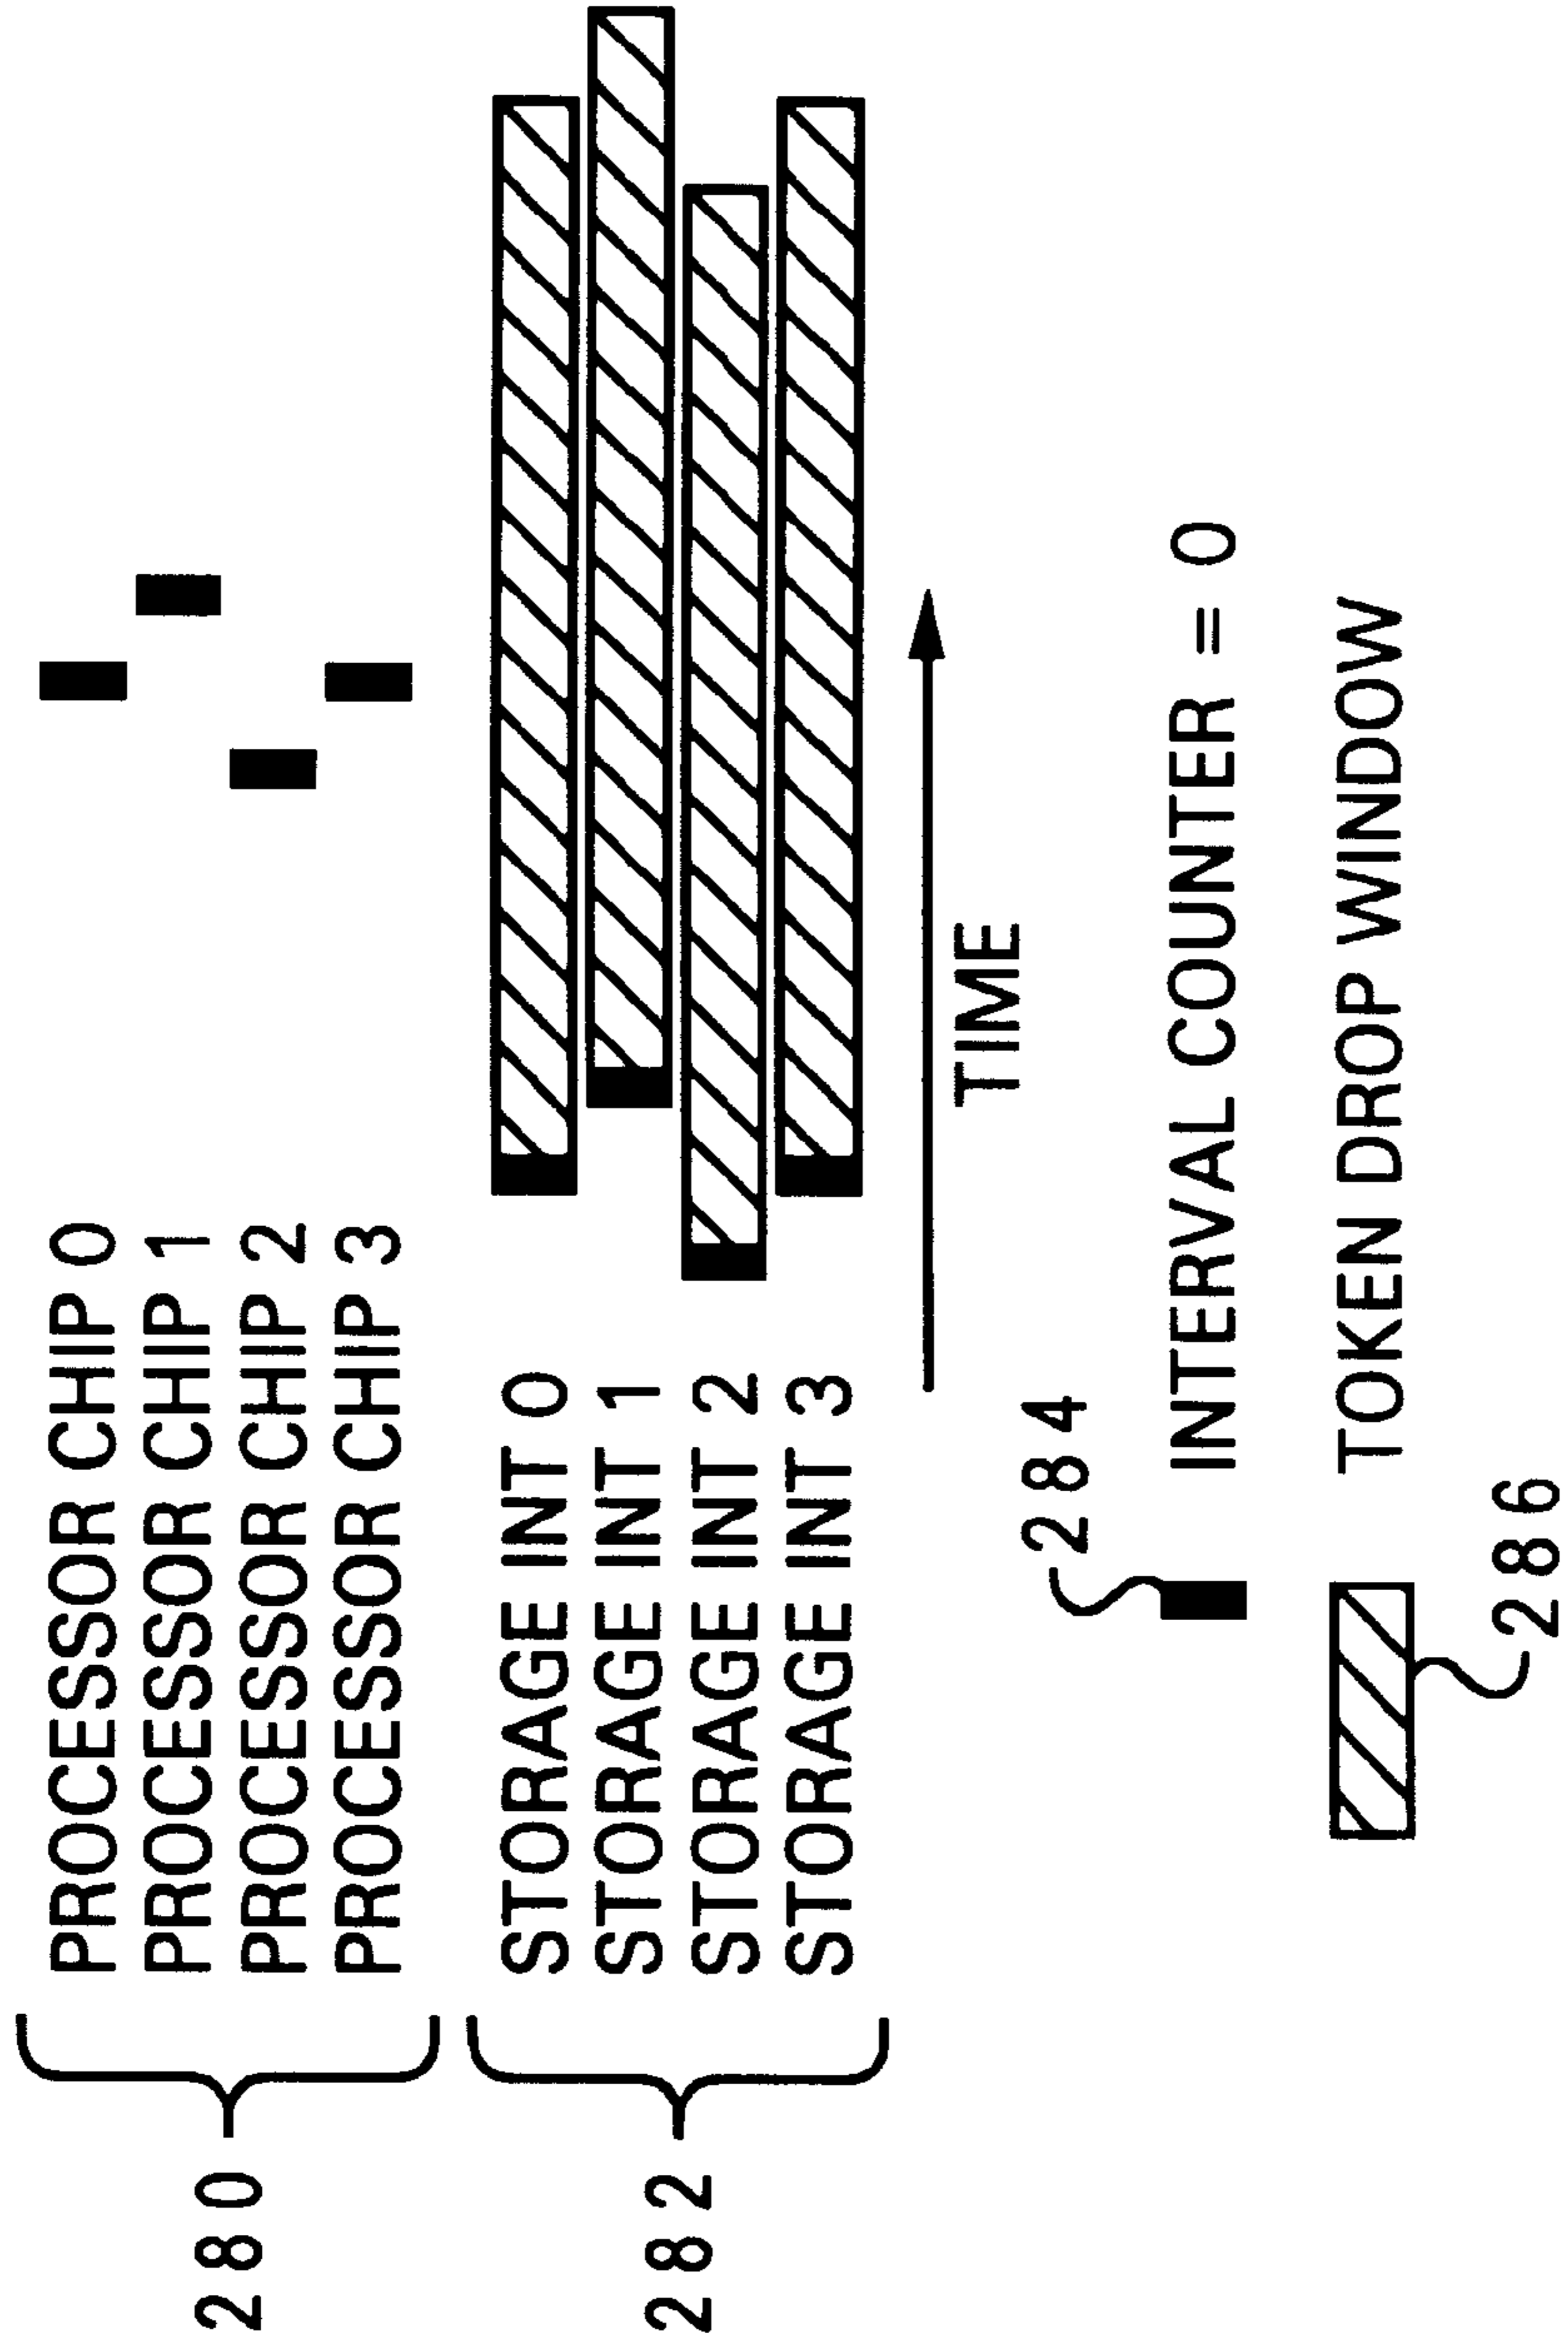 280
PROCESSOR CHIP 0
PROCESSOR CHIP 1
PROCESSOR CHIP 2
PROCESSOR CHIP 3
282
STORAGE INT 0
STORAGE INT 1
STORAGE INT 2
STORAGE INT 3
TIME
284
INTERVAL COUNTER = 0
TOKEN DROP WINDOW
286